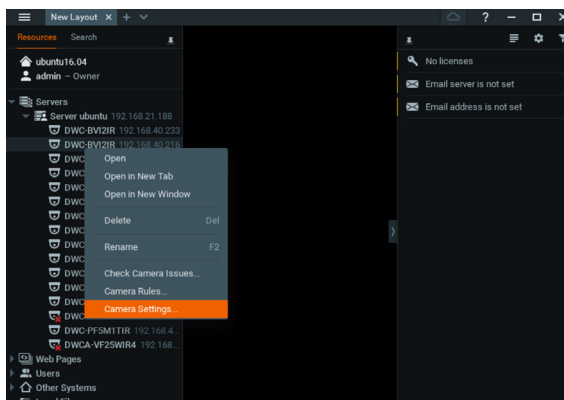 New Layout
Resources Search
ubuntu16.04
admin – Owner
Servers
Server ubuntu 192.168.21.188
DWC-BVI2IR 192.168.40.233
DWC-BVI2IR 192.168.40.216
DWC
Open
Open in New Tab
DWC
Open in New Window
DWC
DWC
Delete Del
DWC
DWC
Rename F2
DWC
Check Camera Issues...
DWC
Camera Rules...
DWC
Camera Settings...
DWC
DWC-PF5M1TIR 192.168.4...
DWCA-VF25WIR4 192.168...
Web Pages
Users
Other Systems
?
No licenses
Email server is not set
Email address is not set